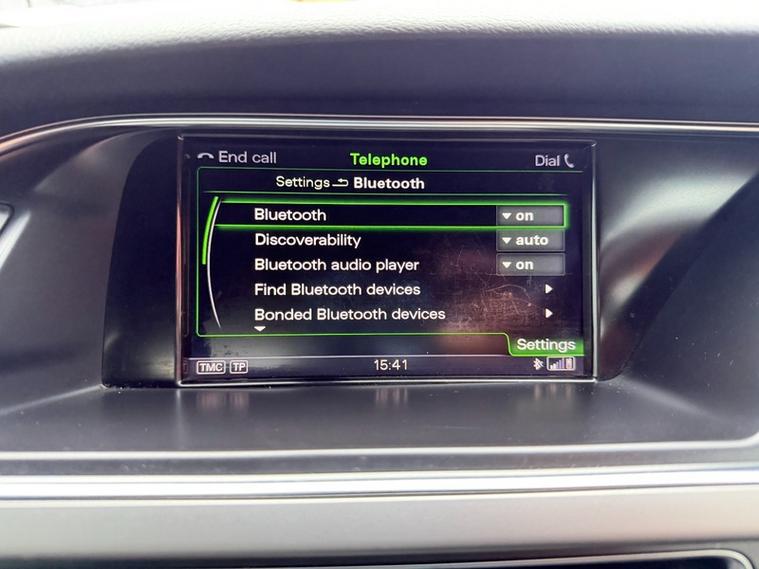 End call Telephone Dial
Settings Bluetooth
Bluetooth on
Discoverability auto
Bluetooth audio player on
Find Bluetooth devices
Bonded Bluetooth devices
Settings
TMC TP 15:41